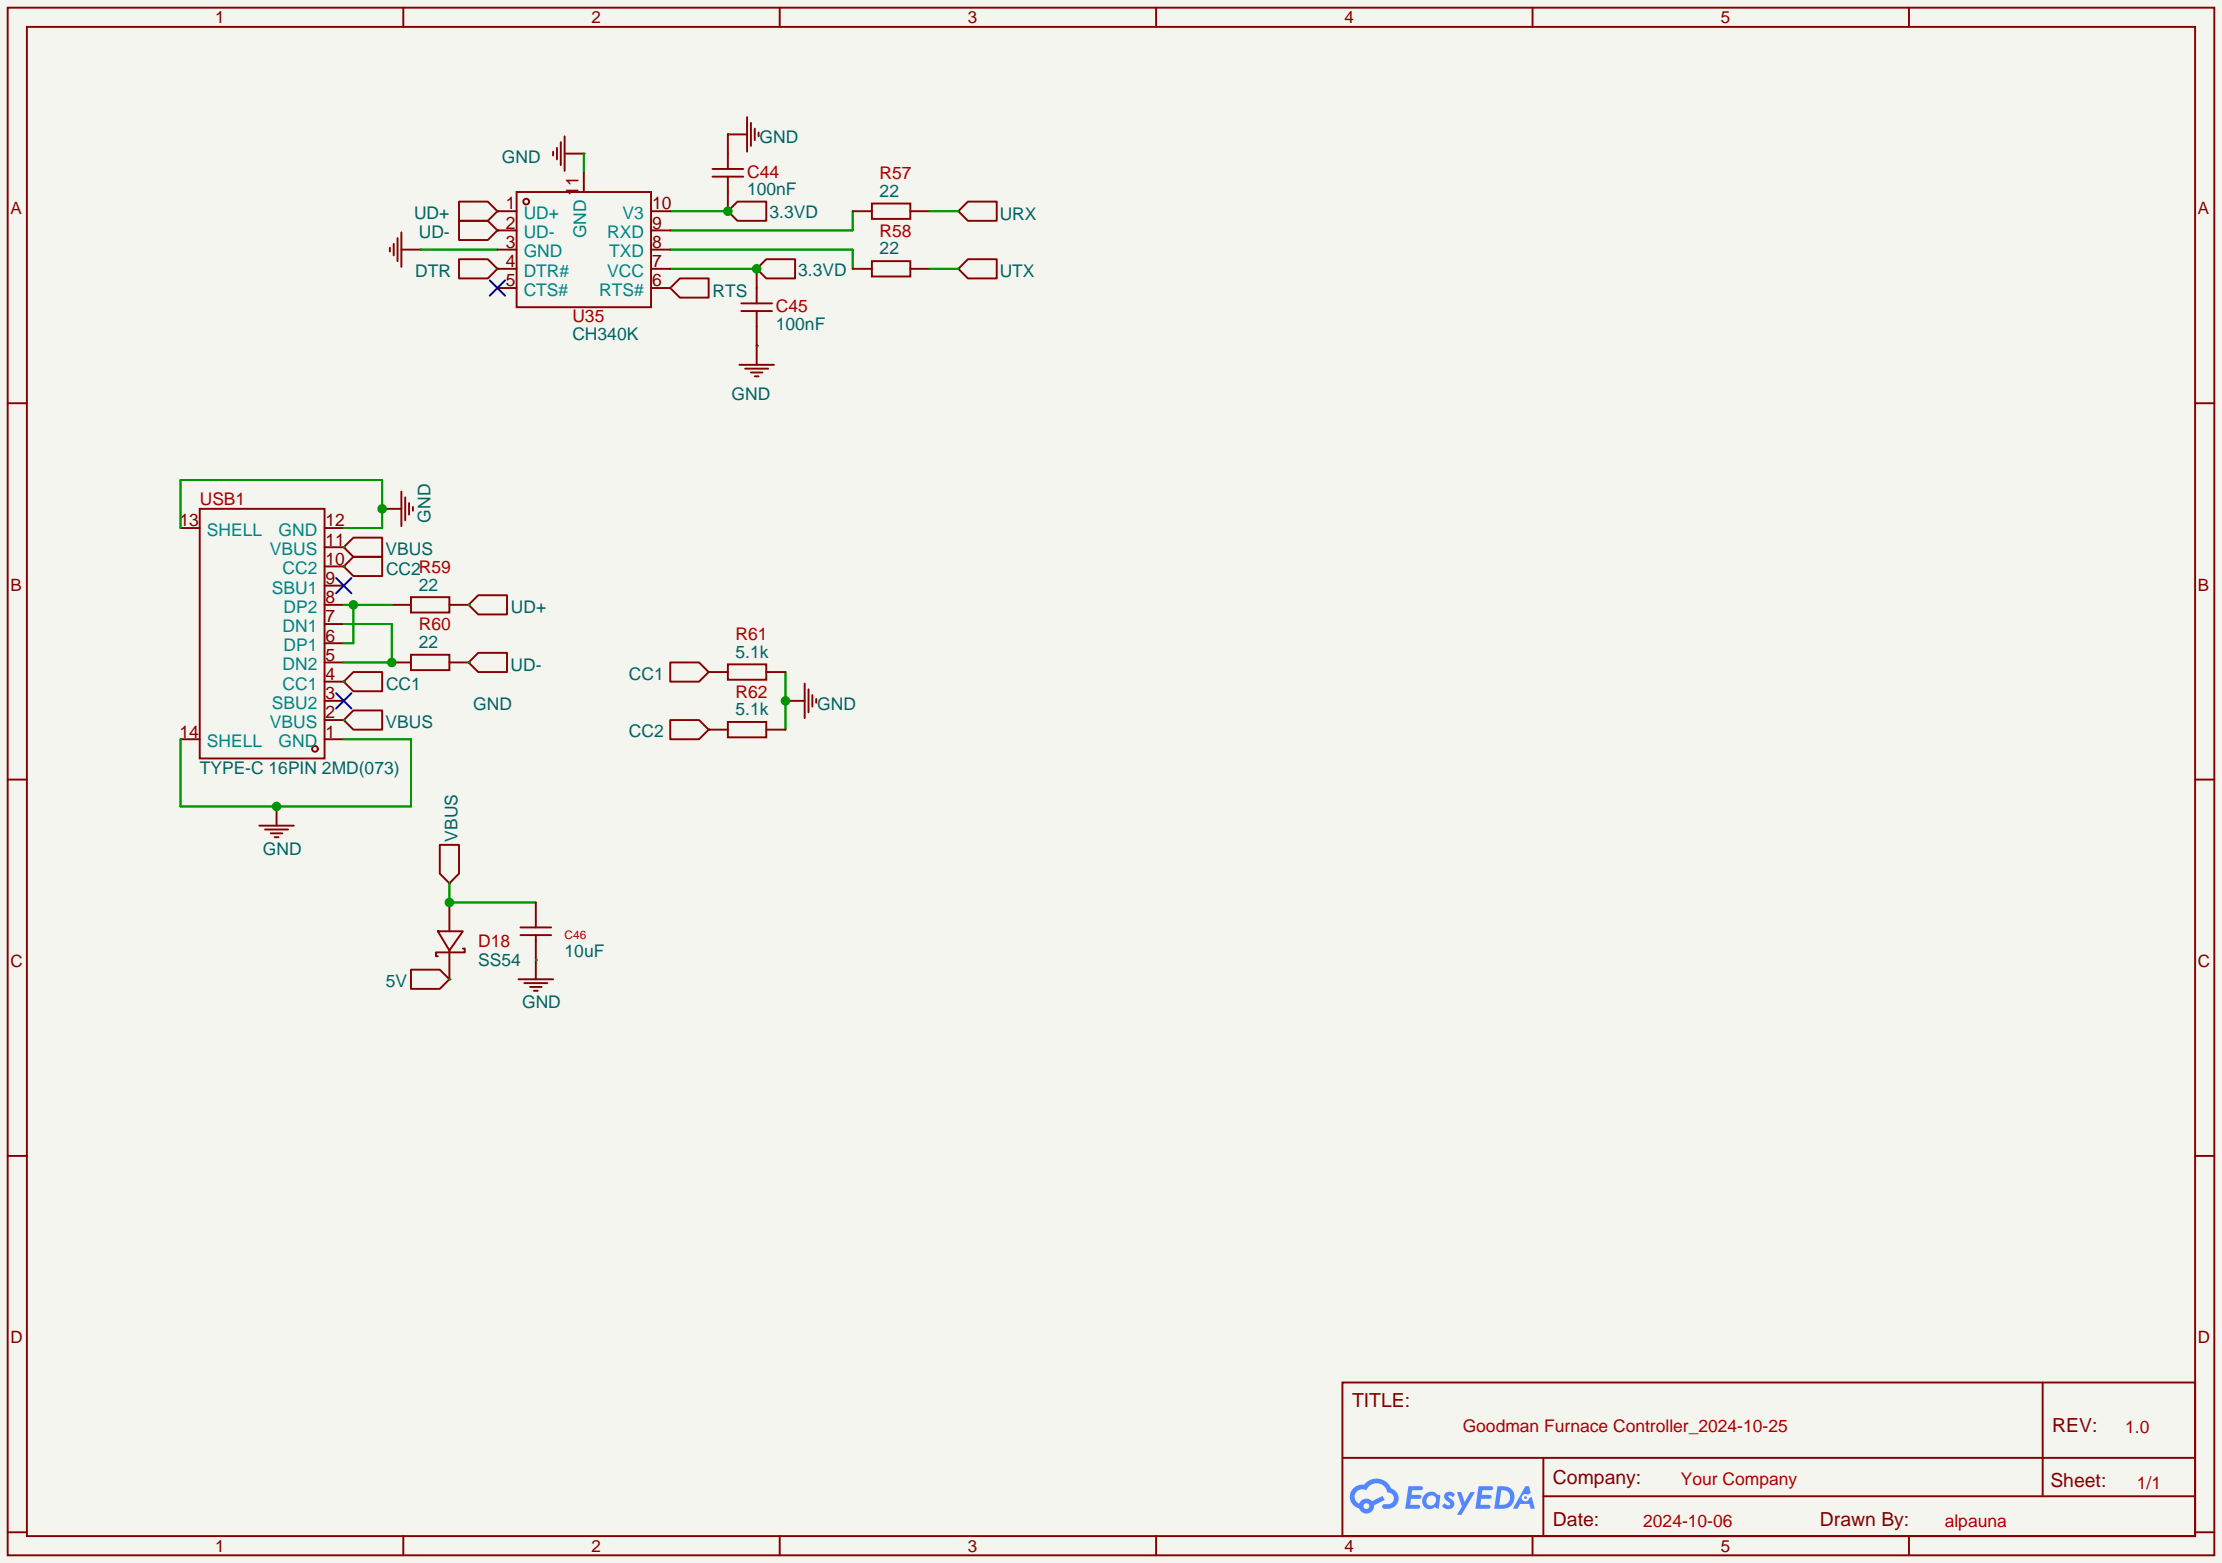 1 2 3 4 5
A A
B B
C C
D D
GND
C44
100nF
GND
11
R57
22
UD+
UD-
DTR
1 UD+
2 UD-
3 GND
4 DTR#
5 CTS#
GND
V3 10
RXD 9
TXD 8
VCC 7
RTS# 6
3.3VD
URX
R58
22
3.3VD
UTX
RTS
U35
CH340K
C45
100nF
GND
USB1
GND
13 SHELL GND 12
VBUS 11 VBUS
CC2 10 CC2
R59
22
SBU1 9
DP2 8 UD+
DN1 7
R60
22
DP1 6
DN2 5 UD-
CC1 4 CC1
SBU2 3
GND
VBUS 2 VBUS
14 SHELL GND 1
TYPE-C 16PIN 2MD(073)
GND
R61
5.1k
CC1
R62
5.1k
GND
CC2
VBUS
D18
SS54
C46
10uF
5V
GND
TITLE:
Goodman Furnace Controller_2024-10-25
REV: 1.0
EasyEDA
Company: Your Company
Sheet: 1/1
Date: 2024-10-06
Drawn By: alpauna
1 2 3 4 5